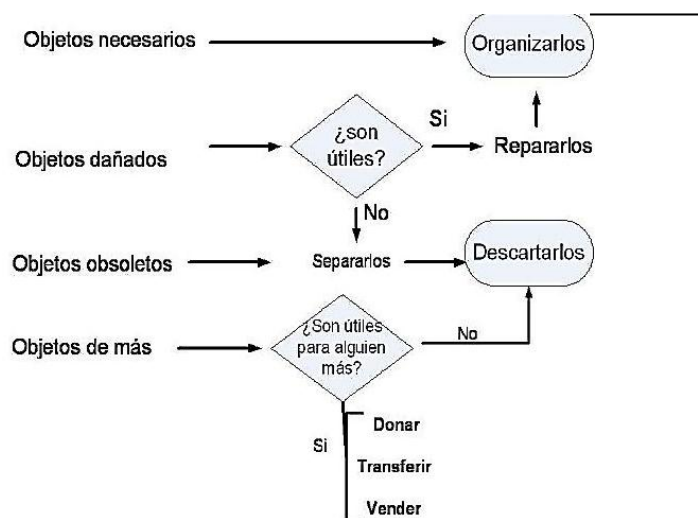 Objetos necesarios
Organizarlos
Objetos dañados
¿son
útiles?
Si
Repararlos
No
Objetos obsoletos
Separarlos
Descartarlos
Objetos de más
¿Son útiles
para alguien
más?
No
Si
Donar
Transferir
Vender